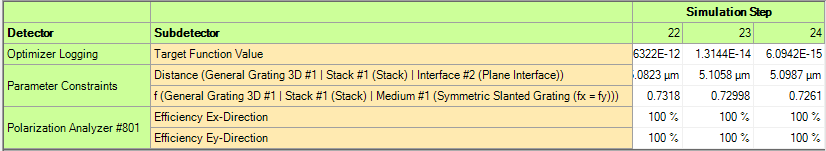 Simulation Step
Detector Subdetector 22 23 24
Optimizer Logging Target Function Value 6322E-12 1.3144E-14 6.0942E-15
Parameter Constraints Distance (General Grating 3D #1 | Stack #1 (Stack) | Interface #2 (Plane Interface)) .0823 µm 5.1058 µm 5.0987 µm
f (General Grating 3D #1 | Stack #1 (Stack) | Medium #1 (Symmetric Slanted Grating (fx = fy))) 0.7318 0.72998 0.7261
Polarization Analyzer #801 Efficiency Ex-Direction 100 % 100 % 100 %
Efficiency Ey-Direction 100 % 100 % 100 %